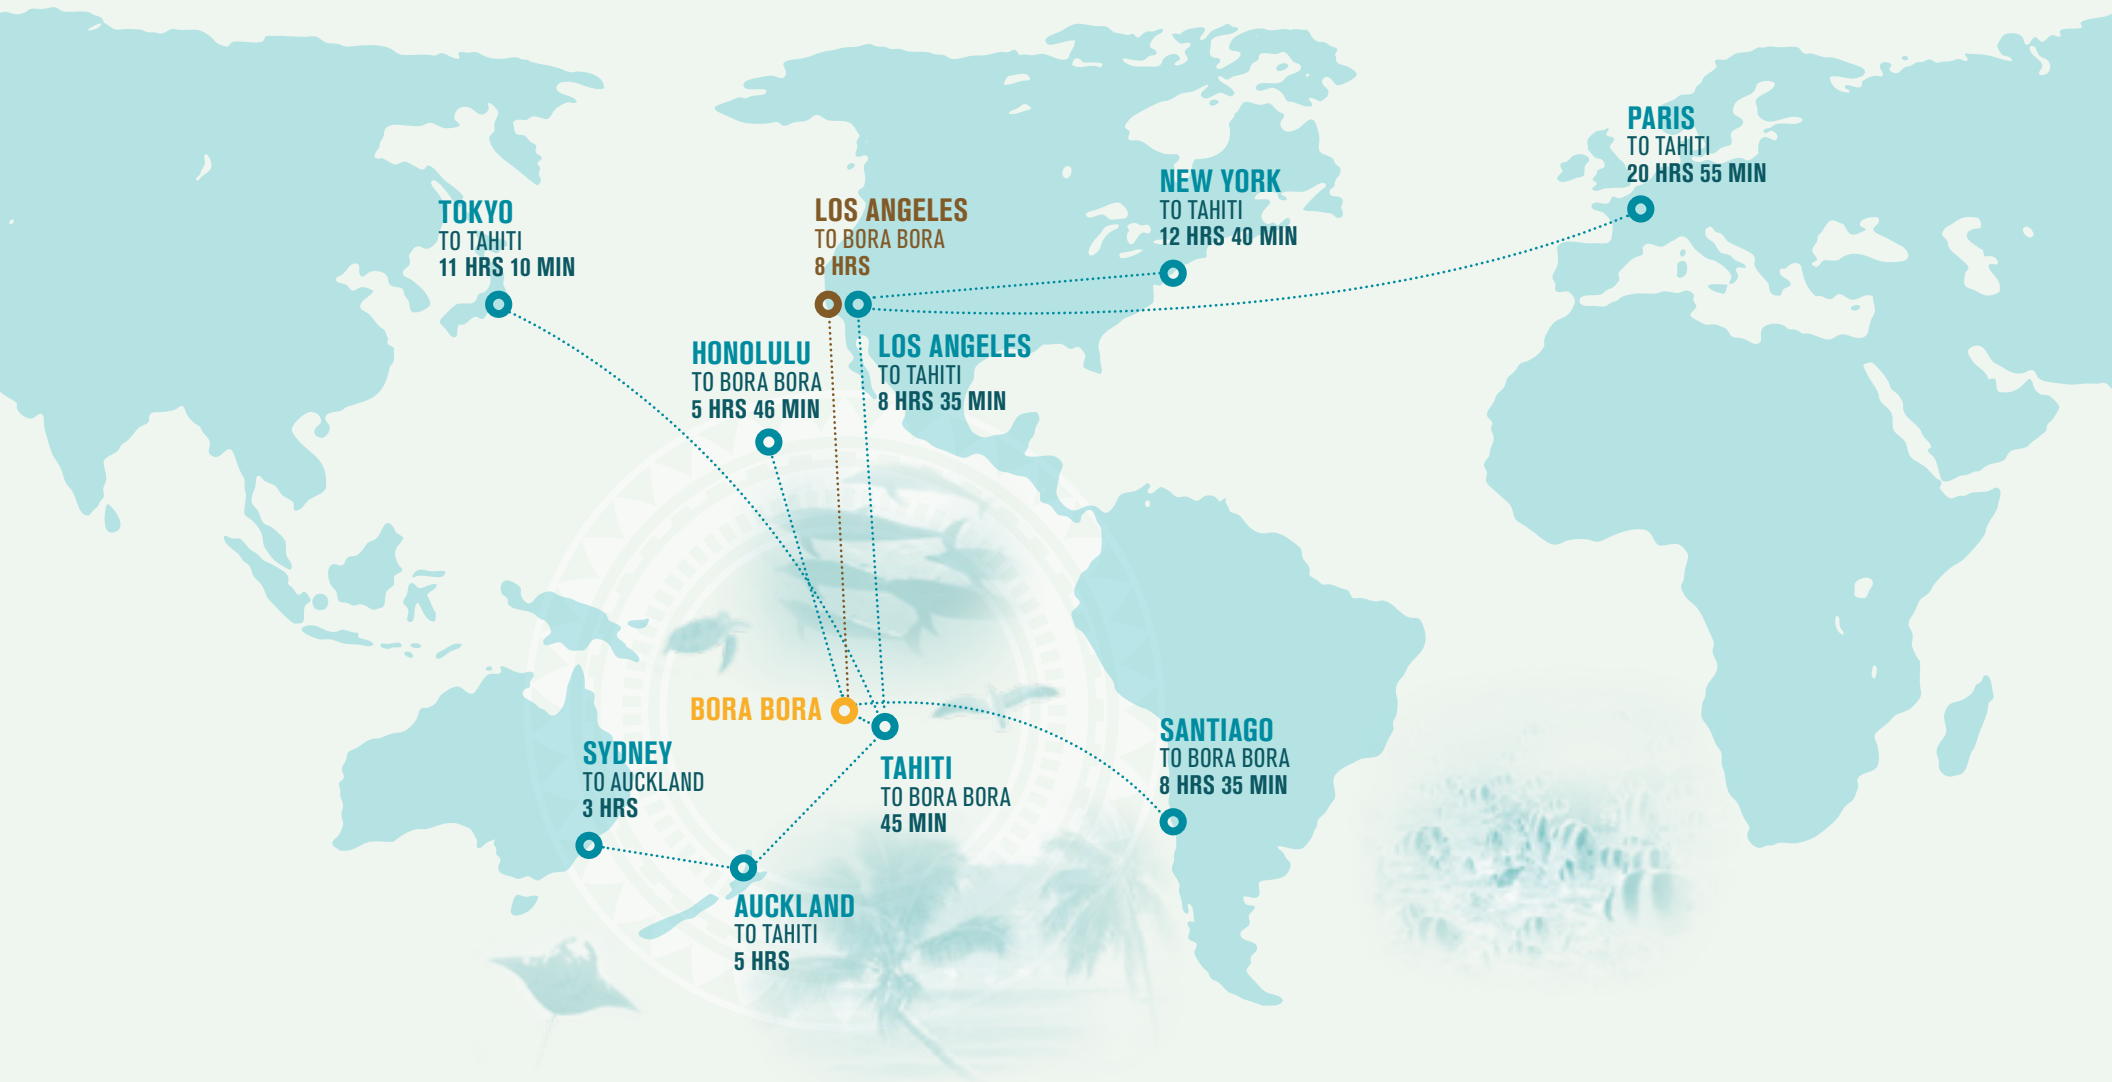 PARIS
TO TAHITI
20 HRS 55 MIN
NEW YORK
TO TAHITI
12 HRS 40 MIN
TOKYO
TO TAHITI
11 HRS 10 MIN
LOS ANGELES
TO BORA BORA
8 HRS
HONOLULU
TO BORA BORA
5 HRS 46 MIN
LOS ANGELES
TO TAHITI
8 HRS 35 MIN
BORA BORA
SYDNEY
TO AUCKLAND
3 HRS
TAHITI
TO BORA BORA
45 MIN
SANTIAGO
TO BORA BORA
8 HRS 35 MIN
AUCKLAND
TO TAHITI
5 HRS